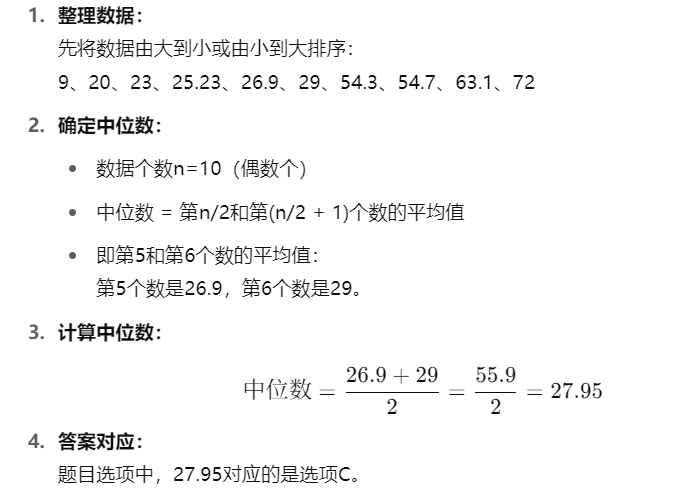 1. 整理数据：
先将数据由大到小或由小到大排序：
9、20、23、25.23、26.9、29、54.3、54.7、63.1、72
2. 确定中位数：
• 数据个数n=10（偶数个）
• 中位数 = 第n/2和第(n/2 + 1)个数的平均值
• 即第5和第6个数的平均值：
第5个数是26.9，第6个数是29。
3. 计算中位数：
中位数 = \frac{26.9 + 29}{2} = \frac{55.9}{2} = 27.95
4. 答案对应：
题目选项中，27.95对应的是选项C。